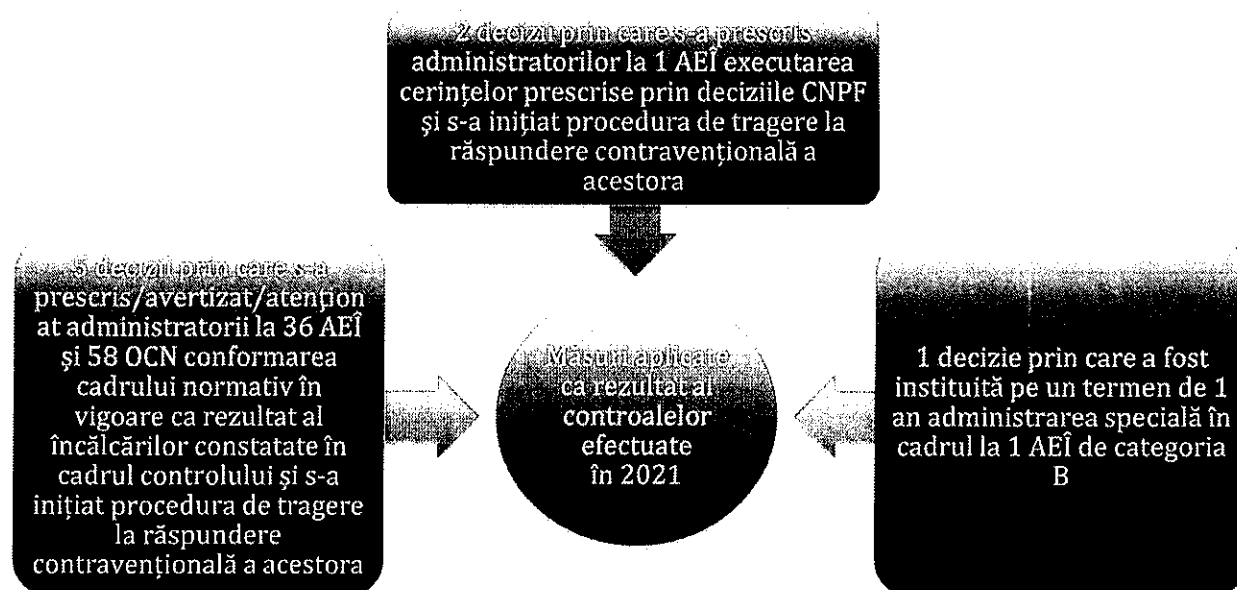 2 decizii prin care s-a prescris
administratorilor la 1 AEÎ executarea
cerințelor prescrise prin deciziile CNPF
și s-a inițiat procedura de tragere la
răspundere contravențională a
acestora
5 decizii prin care s-a
prescris/avertizat/atențion
at administratorii la 36 AEÎ
și 58 OCN conformarea
cadrului normativ în
vigoare ca rezultat al
încălcărilor constatate în
cadrul controlului și s-a
inițiat procedura de tragere
la răspundere
contravențională a acestora
Măsuri aplicate
ca rezultat al
controalelor
efectuate
în 2021
1 decizie prin care a fost
instituită pe un termen de 1
an administrarea specială în
cadrul la 1 AEÎ de categoria
B